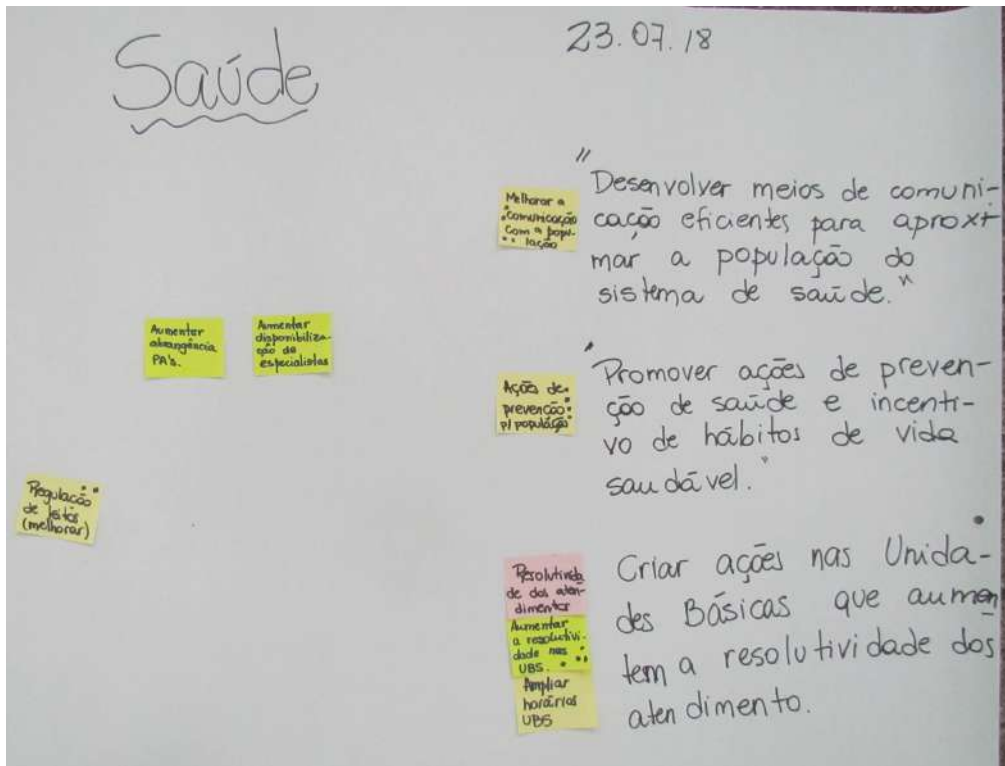 Saúde
23.07.18
Melhorar a
comunicação
com a popu-
lação
"Desenvolver meios de comuni-
cação eficientes para aproxi
mar a população do
sistema de saúde."
Aumentar
abrangência
PA's.
Aumentar
disponibiliza-
ção de
especialistas
Ações de
prevenção
p/ população
"Promover ações de preven-
ção de saúde e incenti-
vo de hábitos de vida
saudável."
Regulação
de leitos
(melhorar)
Resolutivida
de dos aten-
dimentos
Aumentar
a resolutivi-
dade nas
UBS.
Ampliar
horários
UBS
Criar ações nas Unida-
des Básicas que aumen
tem a resolutividade dos
atendimento.